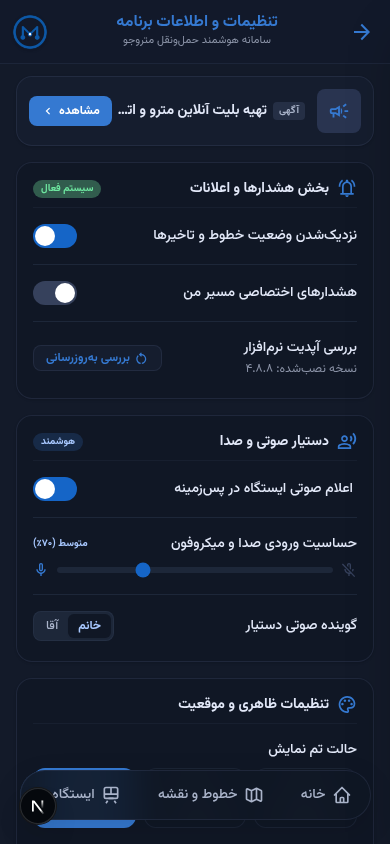 تنظیمات و اطلاعات برنامه
سامانه هوشمند حمل‌ونقل متروجو
آگهی تهیه بلیت آنلاین مترو و ات... مشاهده
بخش هشدارها و اعلانات سیستم فعال
نزدیک‌شدن وضعیت خطوط و تاخیرها
هشدارهای اختصاصی مسیر من
بررسی آپدیت نرم‌افزار
نسخه نصب‌شده: ۴.۸.۸
بررسی به‌روزرسانی
دستیار صوتی و صدا هوشمند
اعلام صوتی ایستگاه در پس‌زمینه
حساسیت ورودی صدا و میکروفون متوسط (۷۰٪)
گوینده صوتی دستیار خانم آقا
تنظیمات ظاهری و موقعیت
حالت تم نمایش
خانه خطوط و نقشه ایستگاه
N